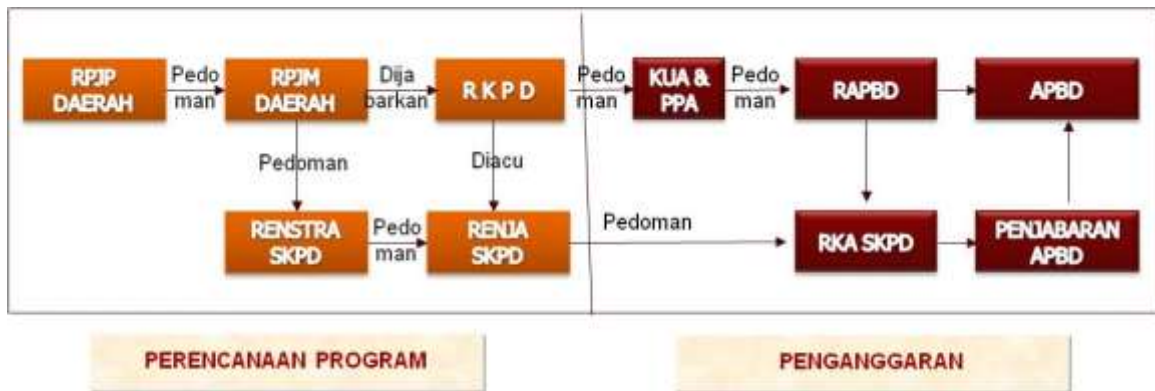 RPJP
DAERAH
Pedo
man
RPJM
DAERAH
Dija
barkan
R K P D
Pedo
man
KUA &
PPA
Pedo
man
RAPBD
APBD
Pedoman
Diacu
RENSTRA
SKPD
Pedo
man
RENJA
SKPD
Pedoman
RKA SKPD
PENJABARAN
APBD
PERENCANAAN PROGRAM
PENGANGGARAN